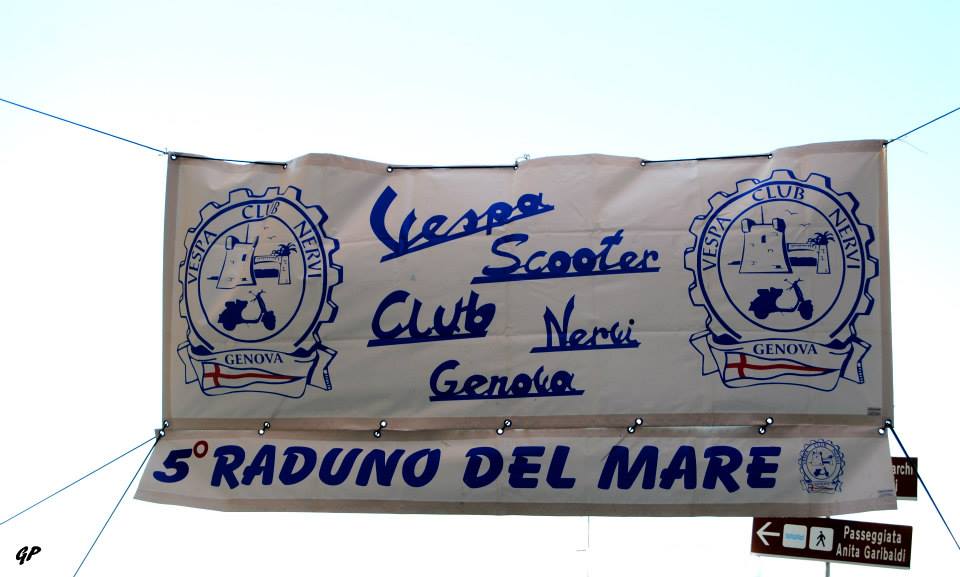 VESPA CLUB NERVI
GENOVA
Vespa
Scooter
Club Nervi
Genova
VESPA CLUB NERVI
GENOVA
5° RADUNO DEL MARE
Passeggiata
Anita Garibaldi
GP